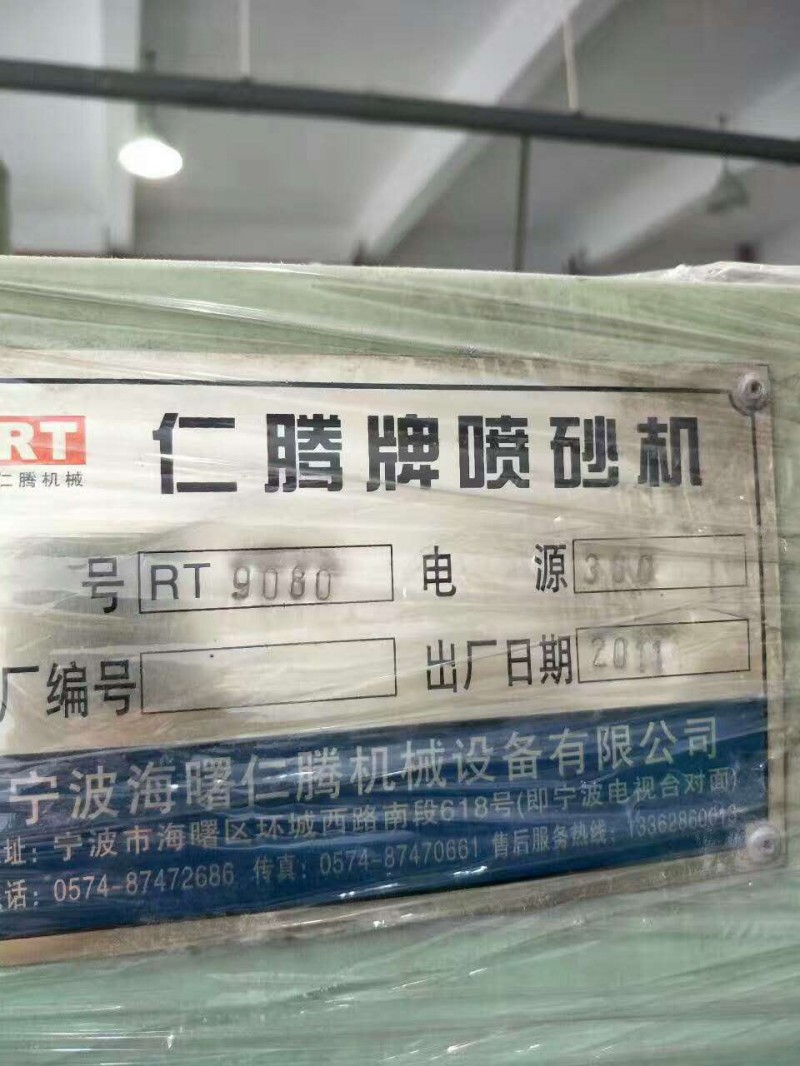 RT
仁腾机械
仁腾牌喷砂机
号 RT 9080 电源 380
厂编号 出厂日期 2011
宁波海曙仁腾机械设备有限公司
址：宁波市海曙区环城西路南段618号(即宁波电视台对面)
话：0574-87472686 传真：0574-87470661 售后服务热线：13362860013